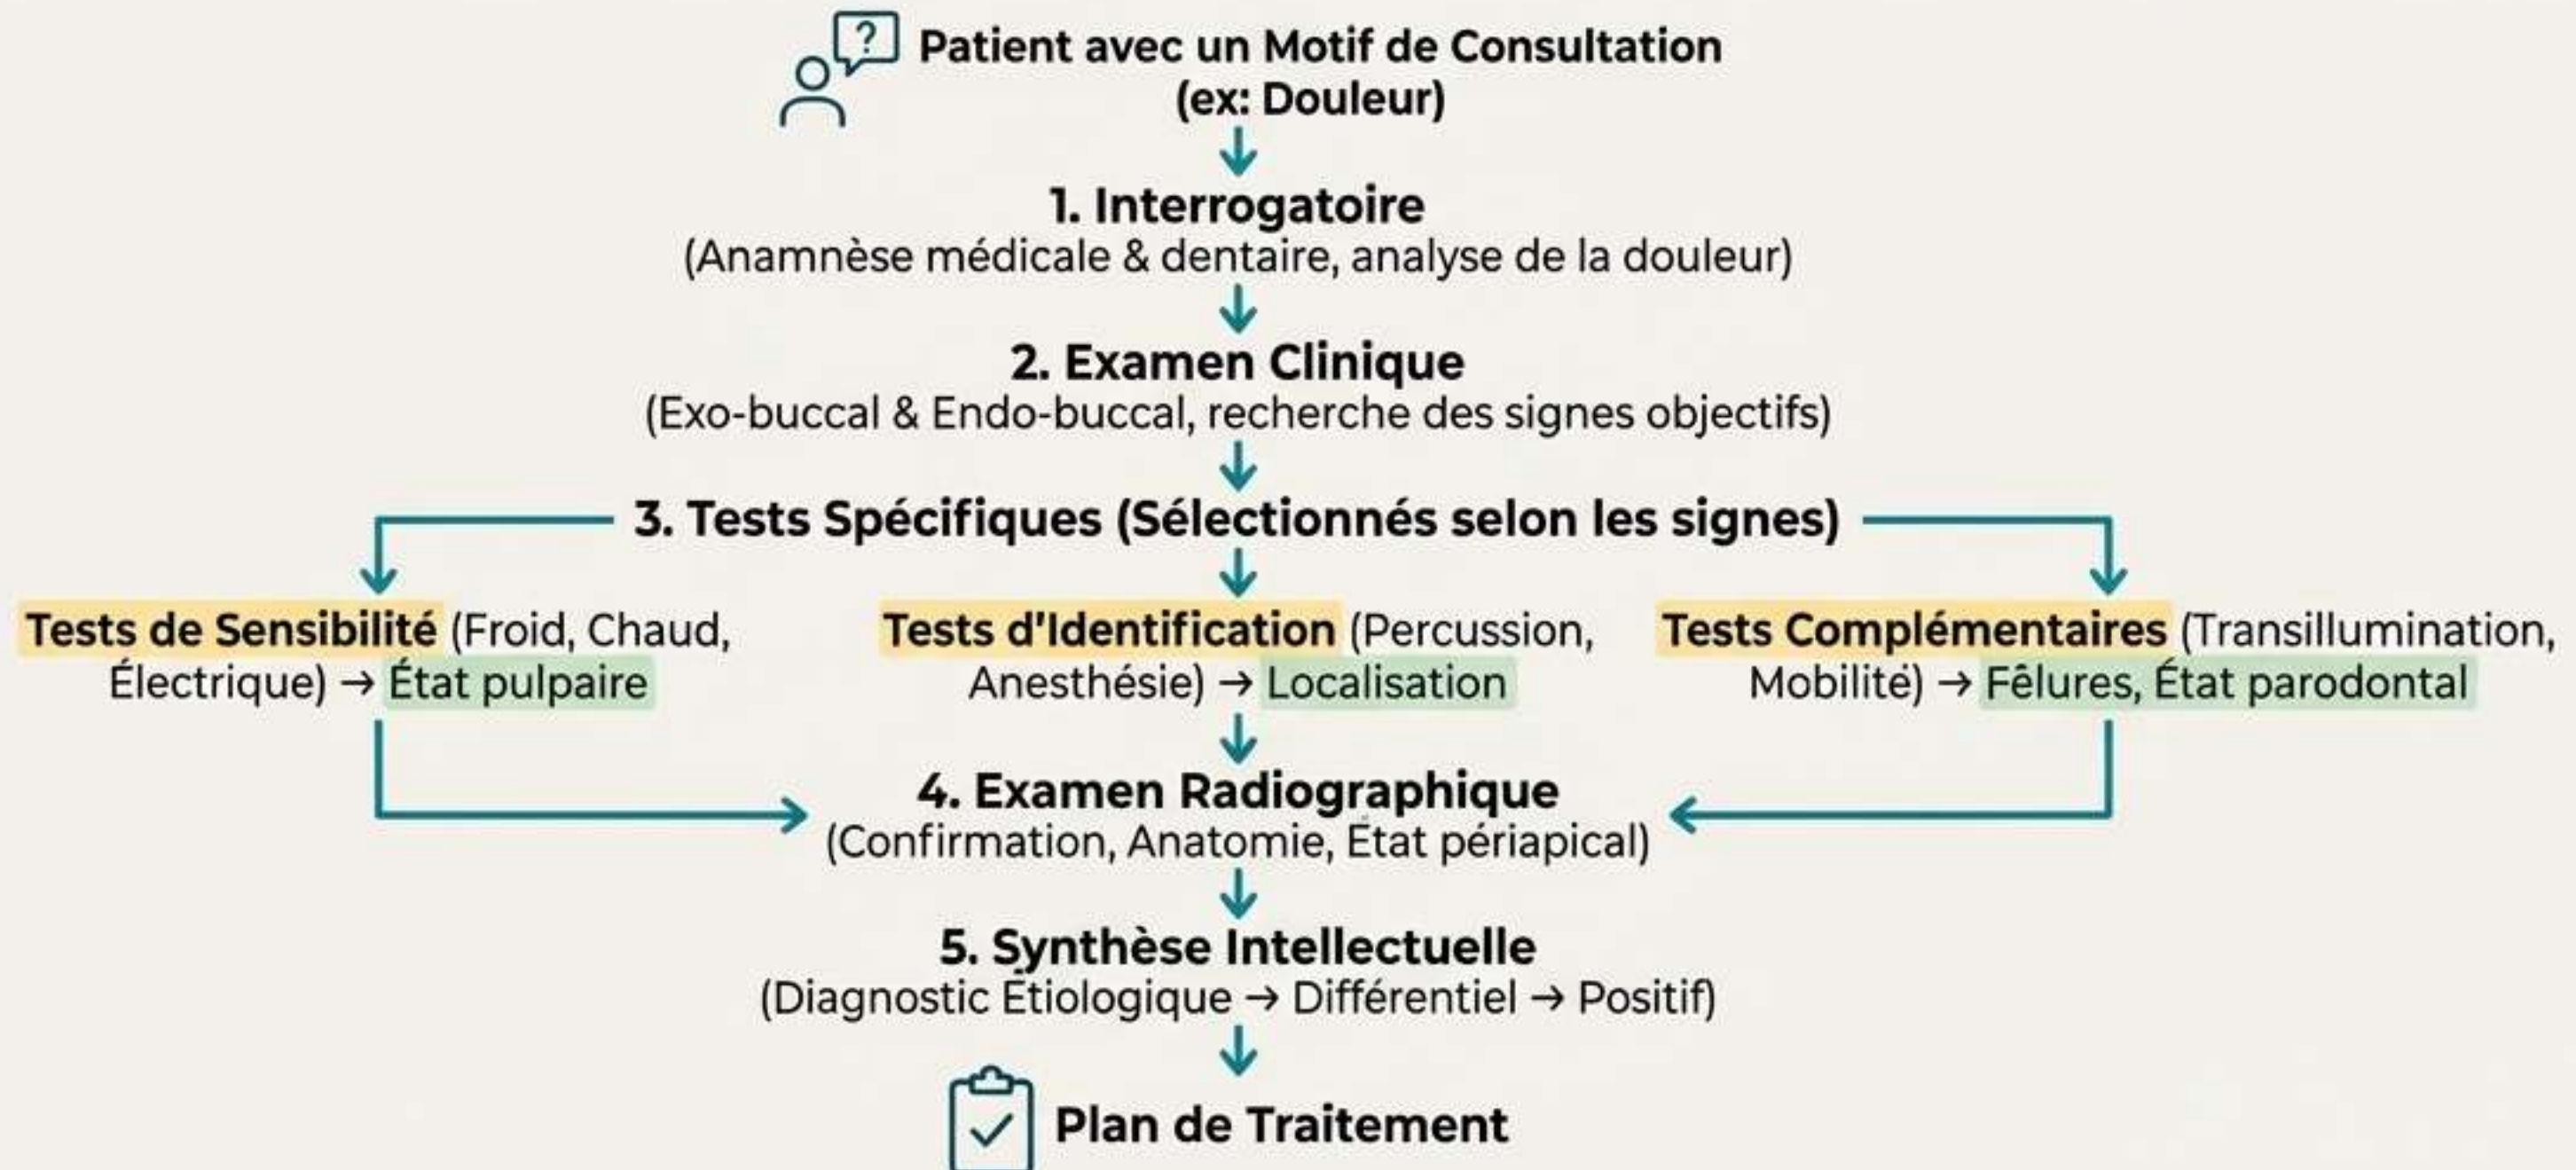 ?
Patient avec un Motif de Consultation
(ex: Douleur)
1. Interrogatoire
(Anamnèse médicale & dentaire, analyse de la douleur)
2. Examen Clinique
(Exo-buccal & Endo-buccal, recherche des signes objectifs)
3. Tests Spécifiques (Sélectionnés selon les signes)
Tests de Sensibilité (Froid, Chaud,
Électrique) → État pulpaire
Tests d'Identification (Percussion,
Anesthésie) → Localisation
Tests Complémentaires (Transillumination,
Mobilité) → Fêlures, État parodontal
4. Examen Radiographique
(Confirmation, Anatomie, État périapical)
5. Synthèse Intellectuelle
(Diagnostic Étiologique → Différentiel → Positif)
Plan de Traitement